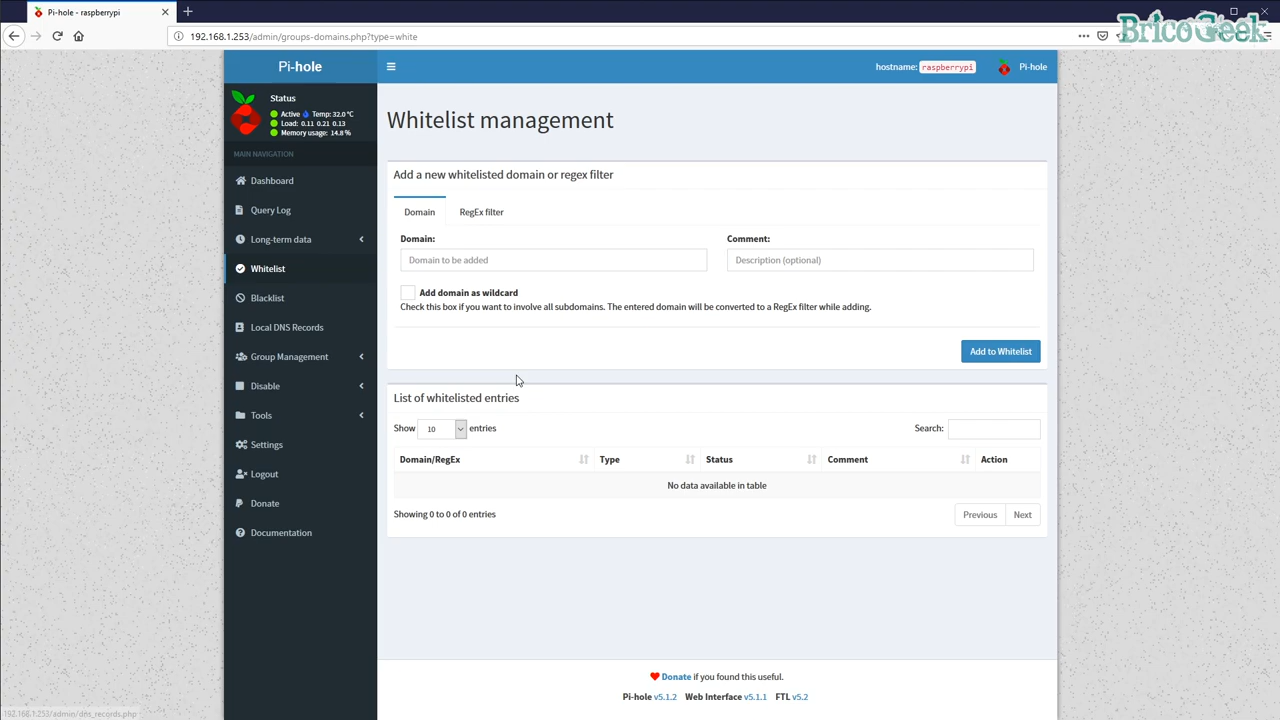 Pi-hole - raspberrypi
192.168.1.253/admin/groups-domains.php?type=white
BricoGeek
Pi-hole
hostname: raspberrypi
Pi-hole
Status
Active Temp: 32.0 °C
Load: 0.11 0.21 0.13
Memory usage: 14.8 %
MAIN NAVIGATION
Dashboard
Query Log
Long-term data
Whitelist
Blacklist
Local DNS Records
Group Management
Disable
Tools
Settings
Logout
Donate
Documentation
Whitelist management
Add a new whitelisted domain or regex filter
Domain RegEx filter
Domain: Comment:
Domain to be added Description (optional)
Add domain as wildcard
Check this box if you want to involve all subdomains. The entered domain will be converted to a RegEx filter while adding.
Add to Whitelist
List of whitelisted entries
Show 10 entries Search:
Domain/RegEx Type Status Comment Action
No data available in table
Showing 0 to 0 of 0 entries Previous Next
Donate if you found this useful.
Pi-hole v5.1.2 Web Interface v5.1.1 FTL v5.2
192.168.1.253/admin/dns_records.php